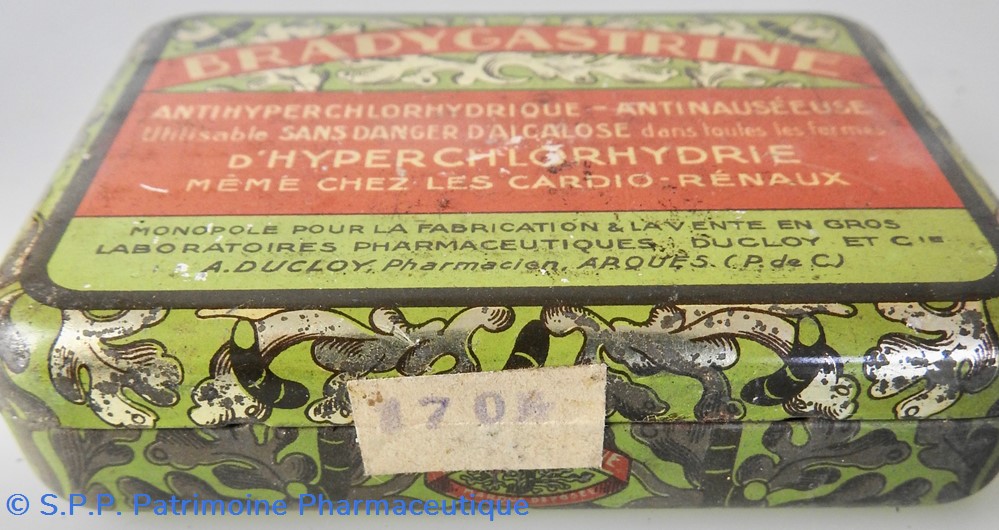 BRADYGASTRINE
ANTIHYPERCHLORHYDRIQUE - ANTINAUSÉEUSE
Utilisable SANS DANGER D'ALCALOSE dans toutes les formes
D'HYPERCHLORHYDRIE
MÊME CHEZ LES CARDIO-RÉNAUX
MONOPOLE POUR LA FABRICATION & LA VENTE EN GROS
LABORATOIRES PHARMACEUTIQUES, DUCLOY ET Cie
A. DUCLOY, Pharmacien, ARQUES. (P. de C.)
1704
© S.P.P. Patrimoine Pharmaceutique